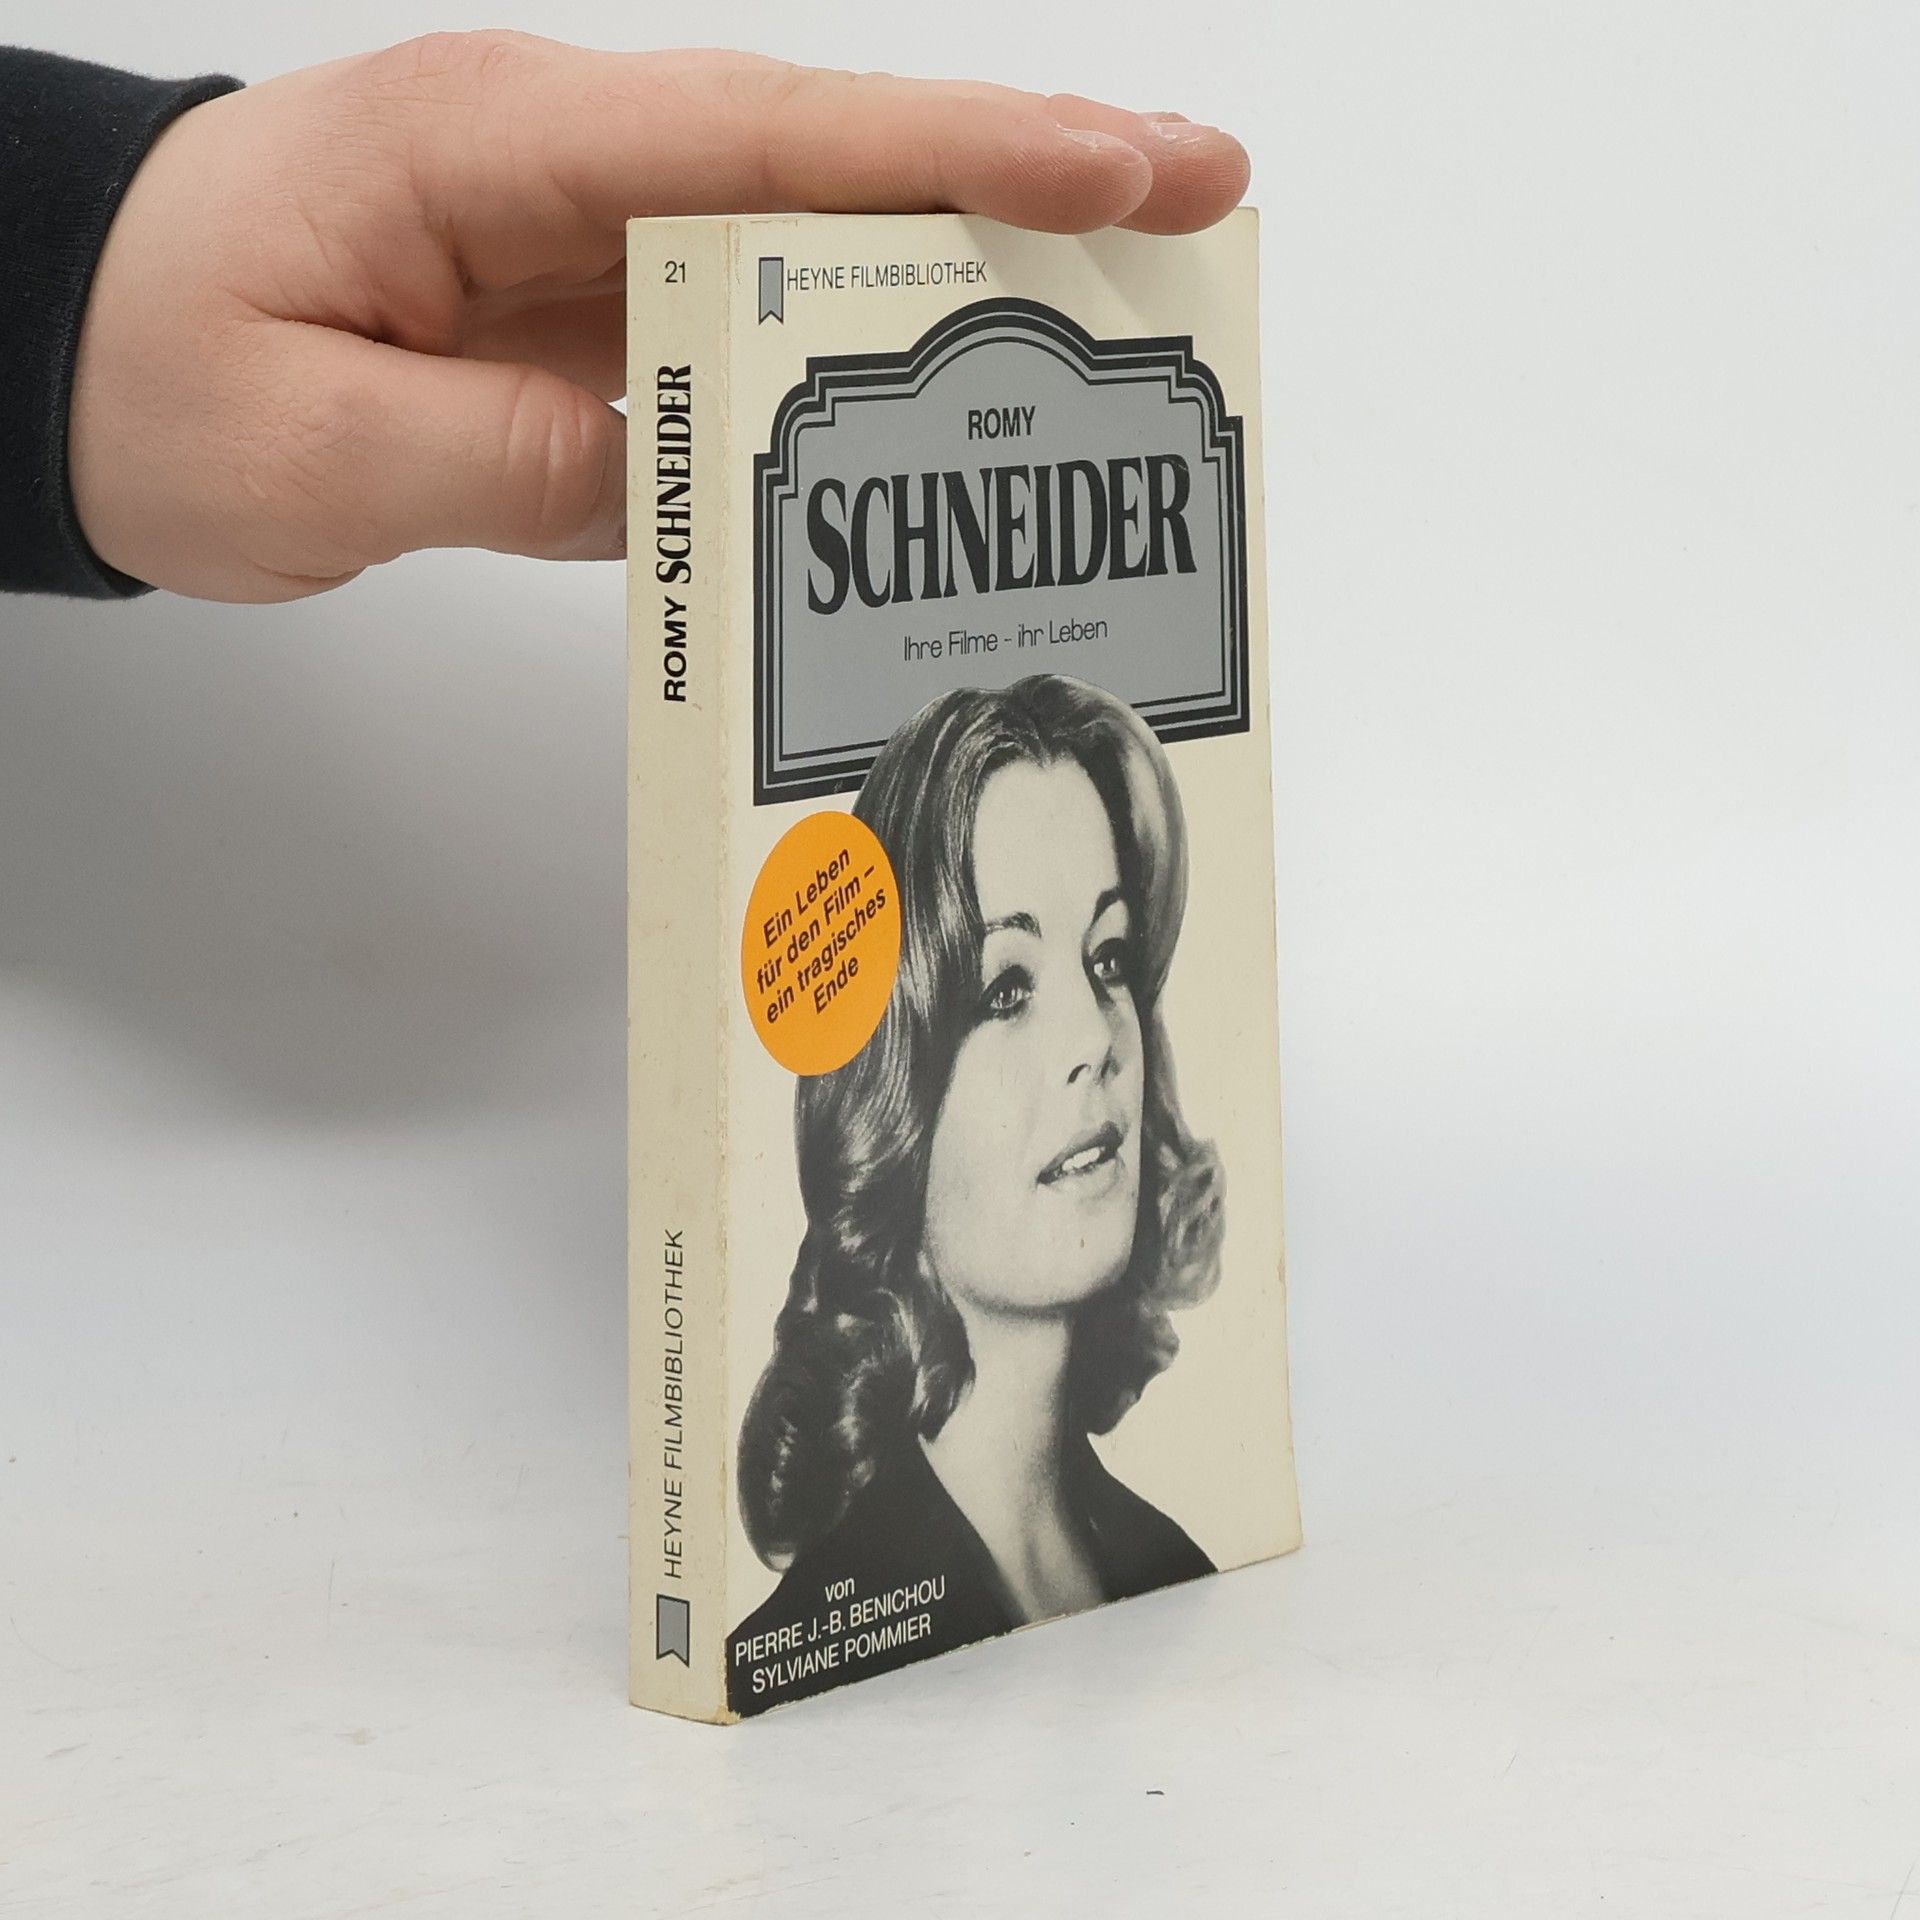 21
ROMY SCHNEIDER
HEYNE FILMBIBLIOTHEK
HEYNE FILMBIBLIOTHEK
ROMY
SCHNEIDER
Ihre Filme - ihr Leben
Ein Leben
für den Film –
ein tragisches
Ende
von
PIERRE J.-B. BENICHOU
SYLVIANE POMMIER